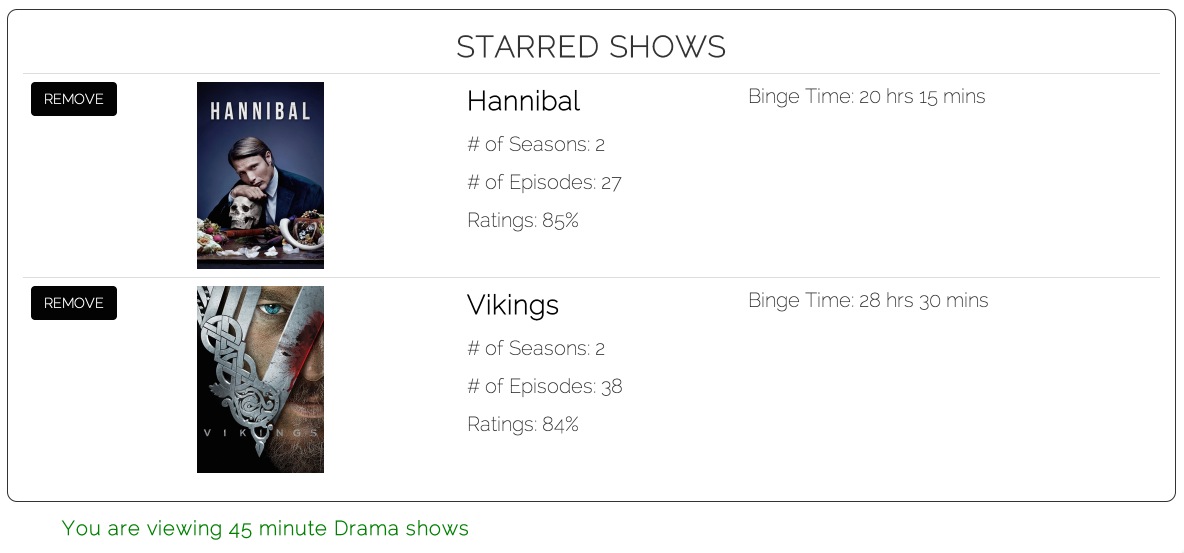 STARRED SHOWS
REMOVE
HANNIBAL
Hannibal
# of Seasons: 2
# of Episodes: 27
Ratings: 85%
Binge Time: 20 hrs 15 mins
REMOVE
VIKINGS
Vikings
# of Seasons: 2
# of Episodes: 38
Ratings: 84%
Binge Time: 28 hrs 30 mins
You are viewing 45 minute Drama shows